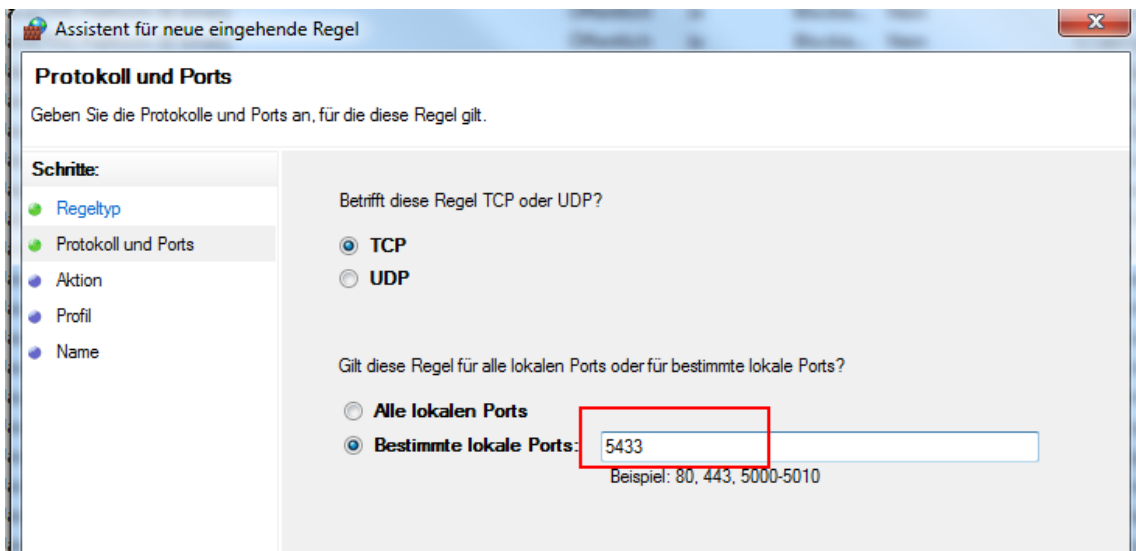 Assistent für neue eingehende Regel
Protokoll und Ports
Geben Sie die Protokolle und Ports an, für die diese Regel gilt.
Schritte:
Regeltyp
Protokoll und Ports
Aktion
Profil
Name
Betrifft diese Regel TCP oder UDP?
TCP
UDP
Gilt diese Regel für alle lokalen Ports oder für bestimmte lokale Ports?
Alle lokalen Ports
Bestimmte lokale Ports: 5433
Beispiel: 80, 443, 5000-5010